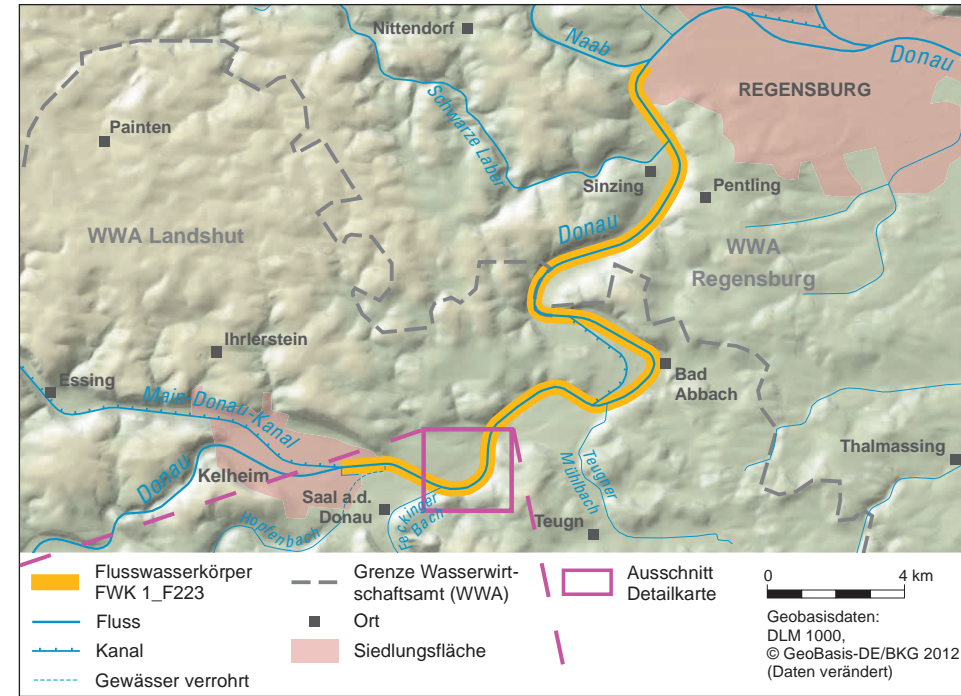 Nittendorf
Naab
Donau
REGENSBURG
Painten
Schwarze Laber
Sinzing
Pentling
Donau
WWA Landshut
WWA
Regensburg
Ihrlerstein
Essing
Main-Donau-Kanal
Bad
Abbach
Donau
Kelheim
Thalmassing
Saal a.d.
Donau
Hopfenbach
Feckinger
Bach
Teugner
Mühlbach
Teugn
Flusswasserkörper
FWK 1_F223
Fluss
Kanal
Gewässer verrohrt
Grenze Wasserwirt-
schaftsamt (WWA)
Ort
Siedlungsfläche
Ausschnitt
Detailkarte
0 4 km
Geobasisdaten:
DLM 1000,
© GeoBasis-DE/BKG 2012
(Daten verändert)